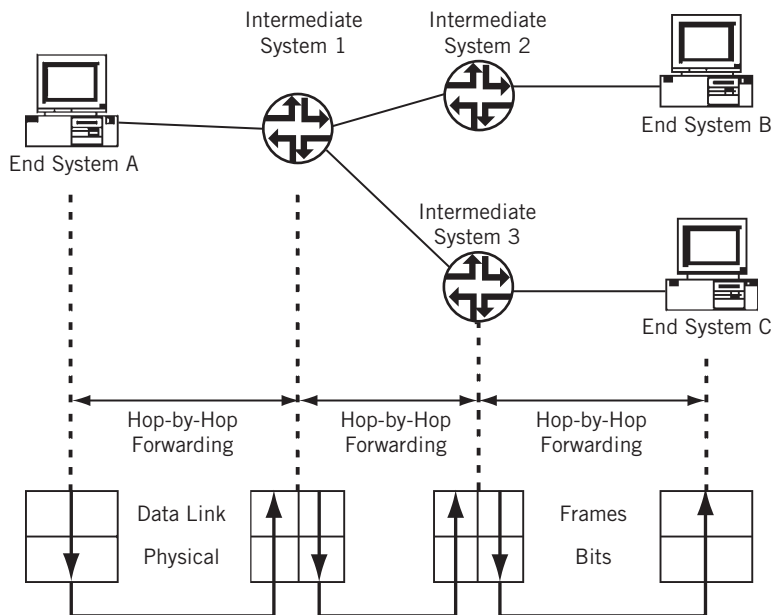 Intermediate
System 1
Intermediate
System 2
End System A
End System B
Intermediate
System 3
End System C
Hop-by-Hop
Forwarding
Hop-by-Hop
Forwarding
Hop-by-Hop
Forwarding
Data Link
Frames
Physical
Bits